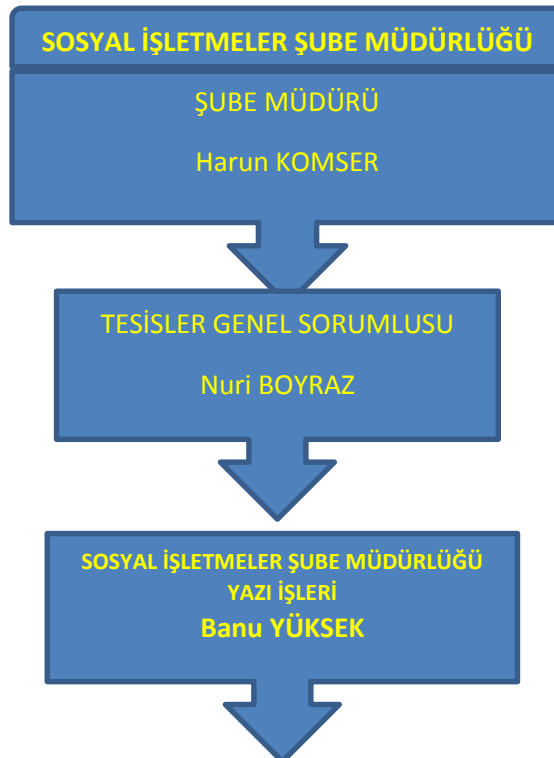 SOSYAL İŞLETMELER ŞUBE MÜDÜRLÜĞÜ
ŞUBE MÜDÜRÜ
Harun KOMSER
TESİSLER GENEL SORUMLUSU
Nuri BOYRAZ
SOSYAL İŞLETMELER ŞUBE MÜDÜRLÜĞÜ
YAZI İŞLERİ
Banu YÜKSEK